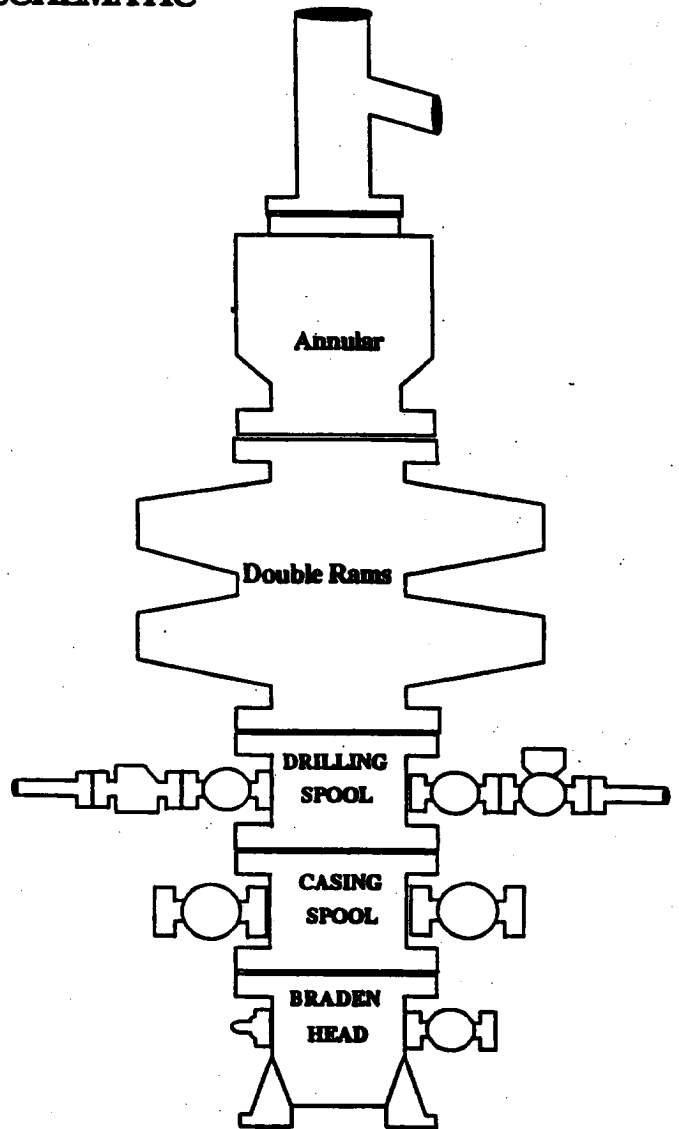 SCHEMATIC
Annular
Double Rams
DRILLING
SPOOL
CASING
SPOOL
BRADEN
HEAD